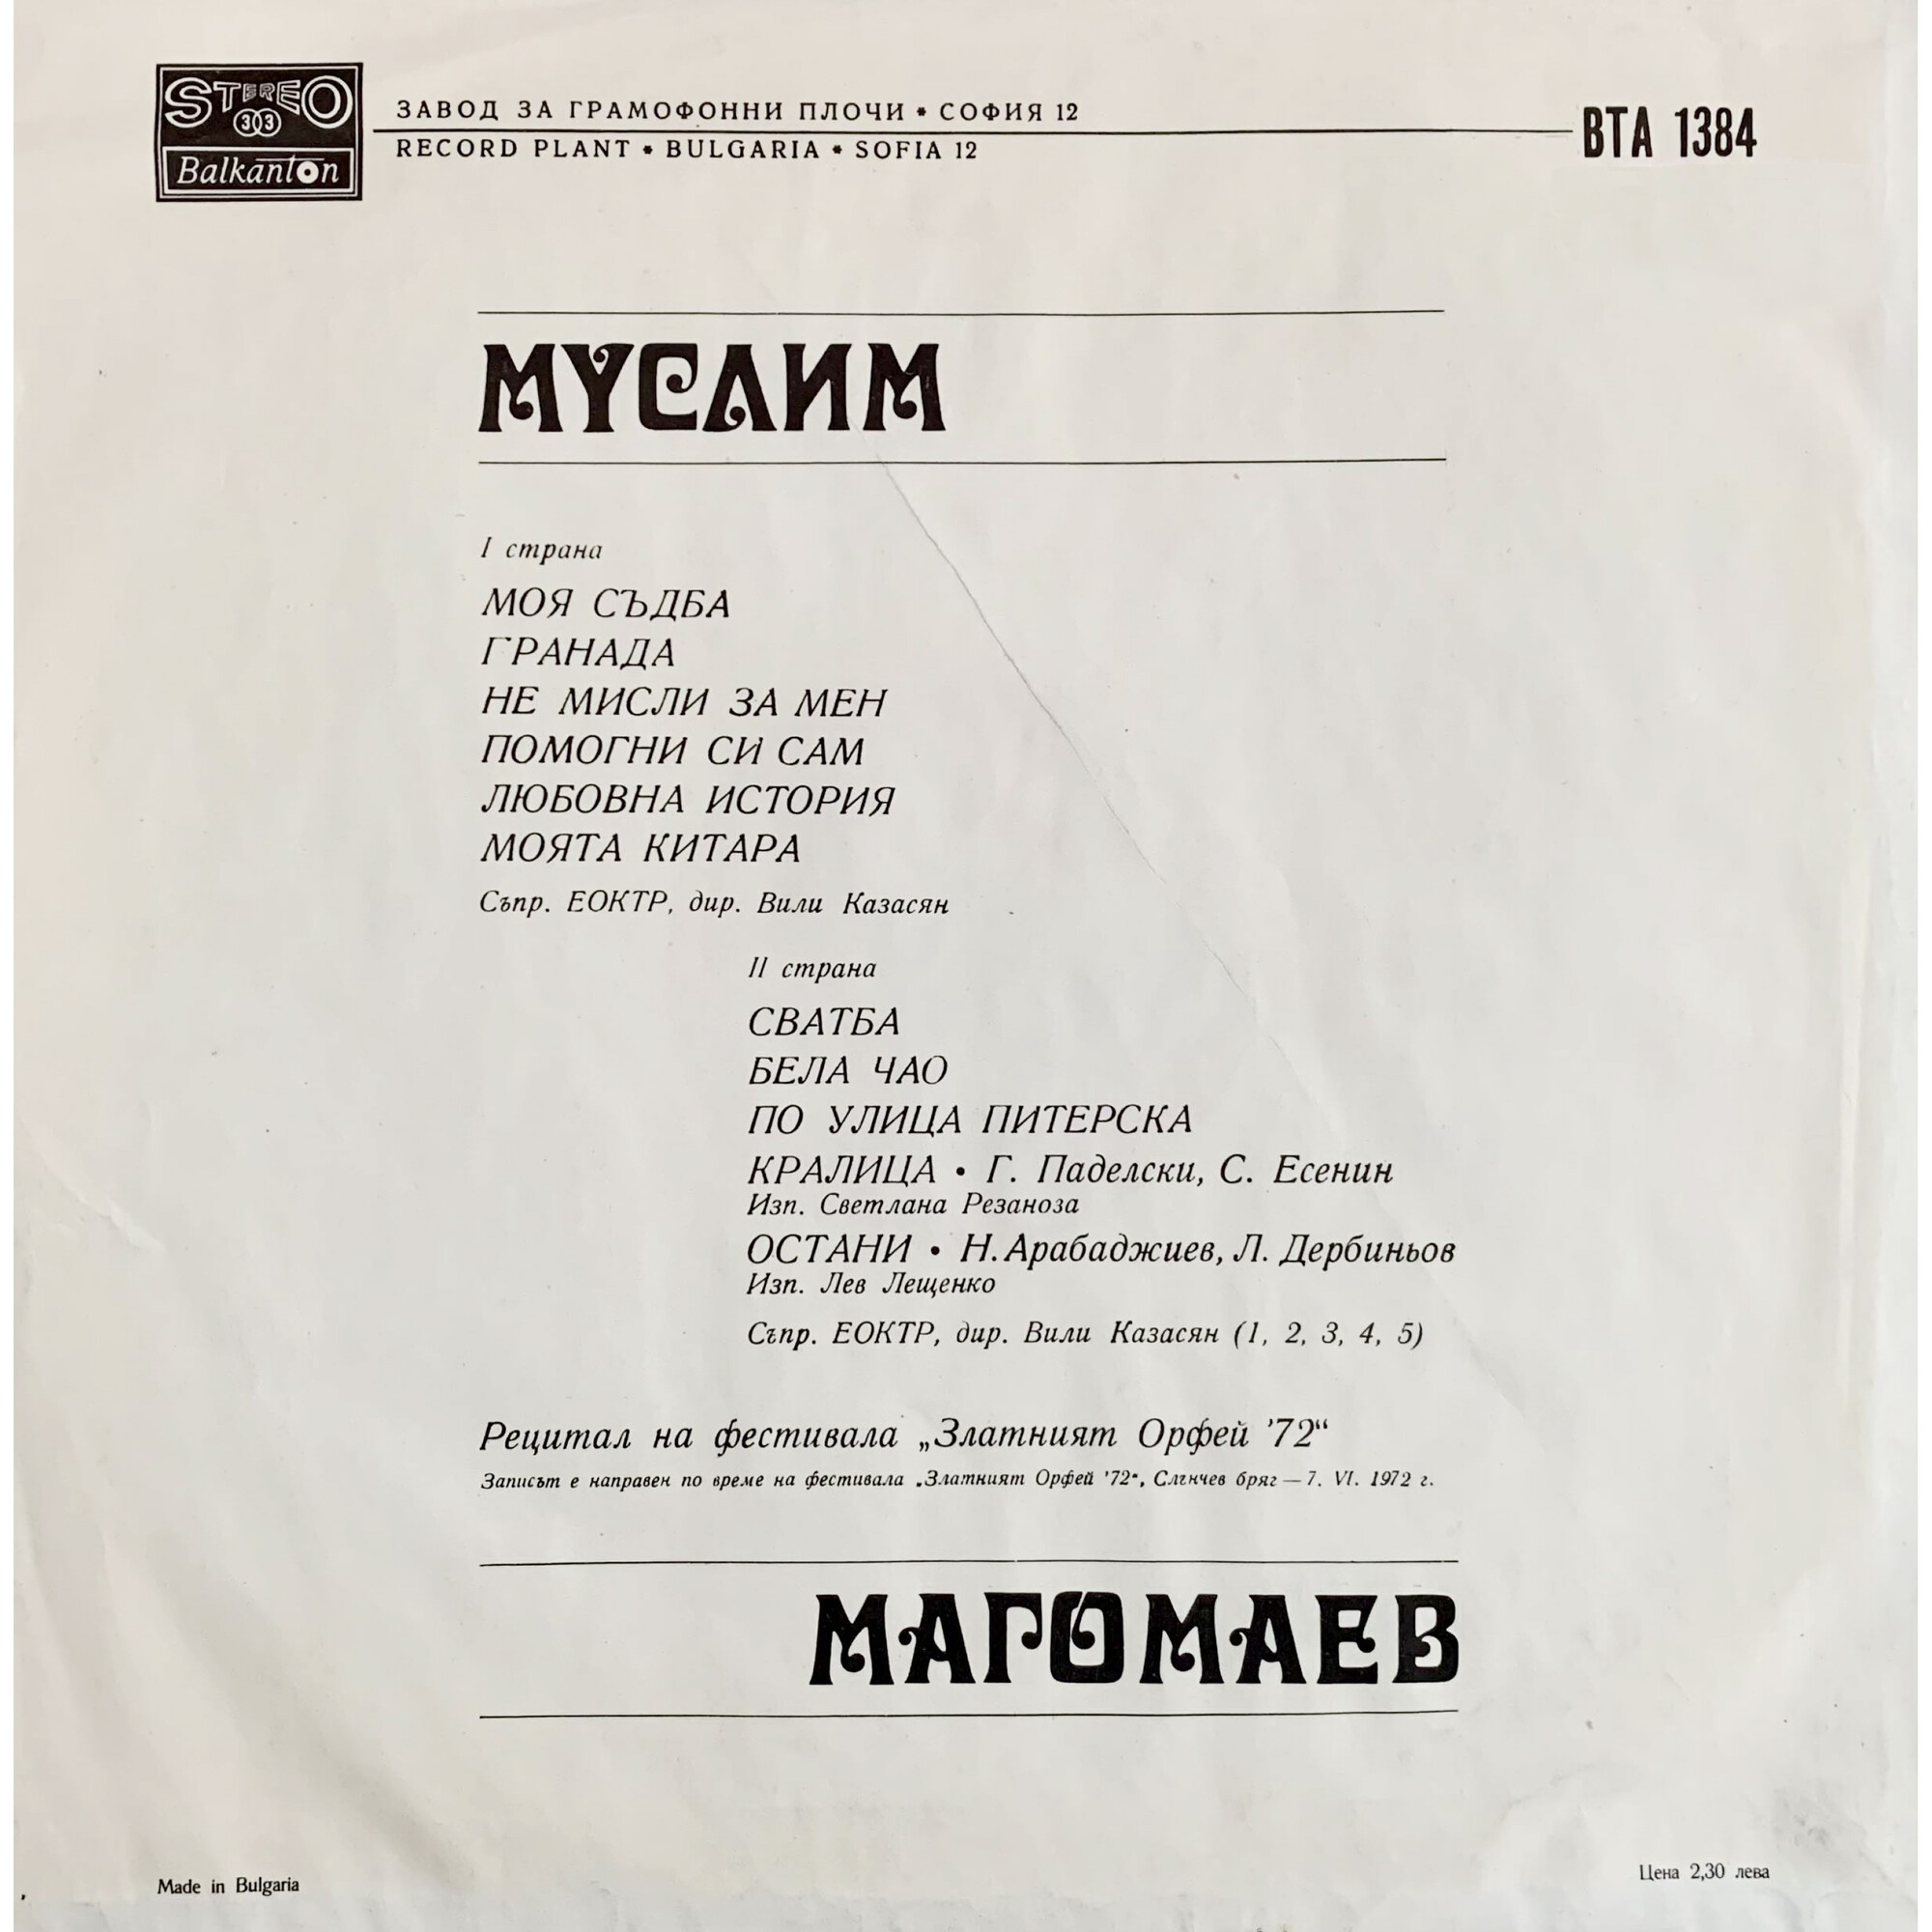 STEREO
33
Balkanton
ЗАВОД ЗА ГРАМОФОННИ ПЛОЧИ • СОФИЯ 12
RECORD PLANT • BULGARIA • SOFIA 12
ВТА 1384
МУСЛИМ
I страна
МОЯ СЪДБА
ГРАНАДА
НЕ МИСЛИ ЗА МЕН
ПОМОГНИ СИ САМ
ЛЮБОВНА ИСТОРИЯ
МОЯТА КИТАРА
Съпр. ЕОКТР, дир. Вили Казасян
II страна
СВАТБА
БЕЛА ЧАО
ПО УЛИЦА ПИТЕРСКА
КРАЛИЦА • Г. Паделски, С. Есенин
Изп. Светлана Резаноза
ОСТАНИ • Н. Арабаджиев, Л. Дербиньов
Изп. Лев Лещенко
Съпр. ЕОКТР, дир. Вили Казасян (1, 2, 3, 4, 5)
Рецитал на фестивала „Златният Орфей '72“
Записът е направен по време на фестивала „Златният Орфей '72“, Слънчев бряг — 7. VI. 1972 г.
МАГОМАЕВ
Made in Bulgaria
Цена 2,30 лева